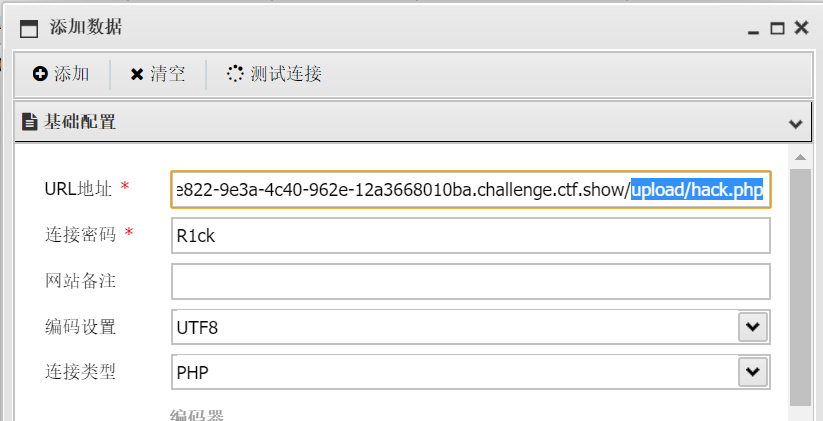 添加数据
添加 清空 测试连接
基础配置
URL地址 * e822-9e3a-4c40-962e-12a3668010ba.challenge.ctf.show/upload/hack.php
连接密码 * R1ck
网站备注
编码设置 UTF8
连接类型 PHP
编码器